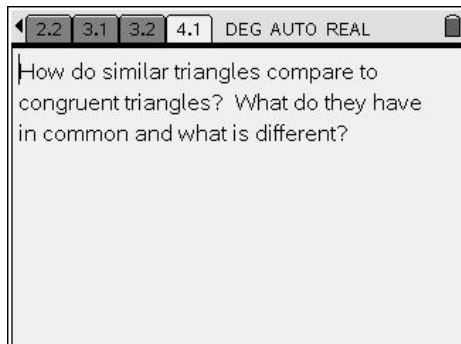 2.2 3.1 3.2 4.1 DEG AUTO REAL
How do similar triangles compare to
congruent triangles? What do they have
in common and what is different?